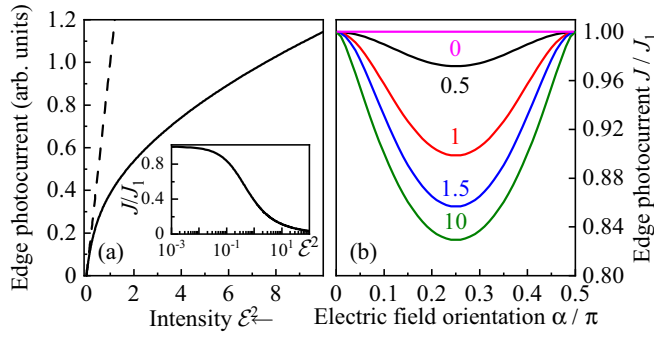 Edge photocurrent (arb. units)
1.2
1.0
0.8
0.6
0.4
0.2
0
(a)
J/J₁
0.8
0.4
0
10⁻³ 10⁻¹ 10¹ ℰ²
0 2 4 6 8
Intensity ℰ²←
(b)
0
0.5
1
1.5
10
0.0 0.1 0.2 0.3 0.4 0.5
Electric field orientation α / π
1.00
0.96
0.92
0.88
0.84
0.80
Edge photocurrent J / J₁